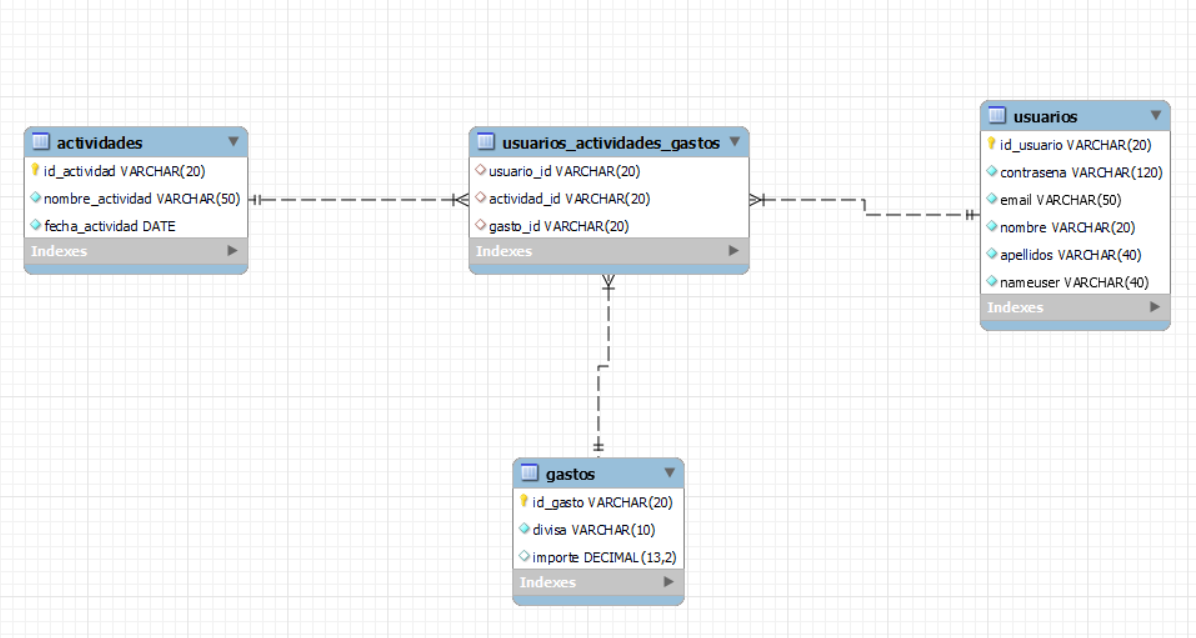 actividades
id_actividad VARCHAR(20)
nombre_actividad VARCHAR(50)
fecha_actividad DATE
Indexes
usuarios_actividades_gastos
usuario_id VARCHAR(20)
actividad_id VARCHAR(20)
gasto_id VARCHAR(20)
Indexes
usuarios
id_usuario VARCHAR(20)
contrasena VARCHAR(120)
email VARCHAR(50)
nombre VARCHAR(20)
apellidos VARCHAR(40)
nameuser VARCHAR(40)
Indexes
gastos
id_gasto VARCHAR(20)
divisa VARCHAR(10)
importe DECIMAL(13,2)
Indexes